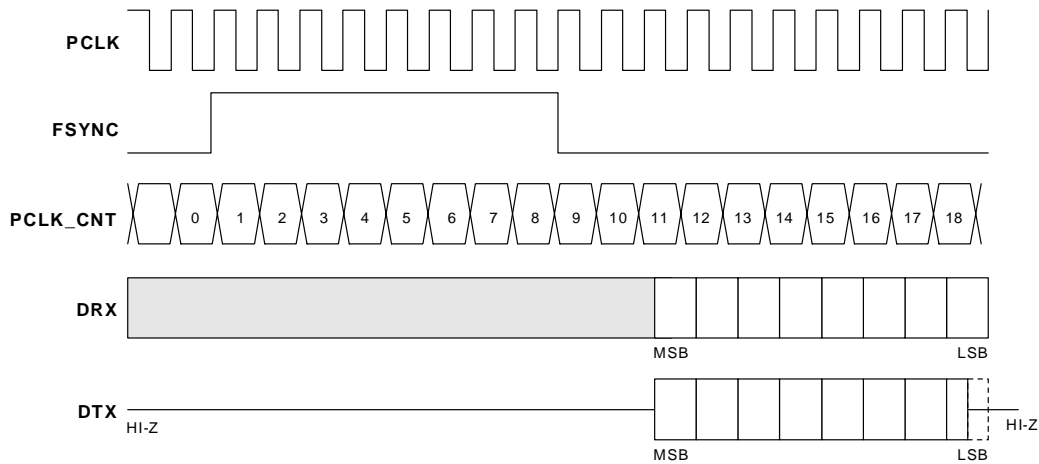 PCLK
FSYNC
PCLK_CNT 0 1 2 3 4 5 6 7 8 9 10 11 12 13 14 15 16 17 18
DRX
MSB LSB
DTX
HI-Z HI-Z
MSB LSB